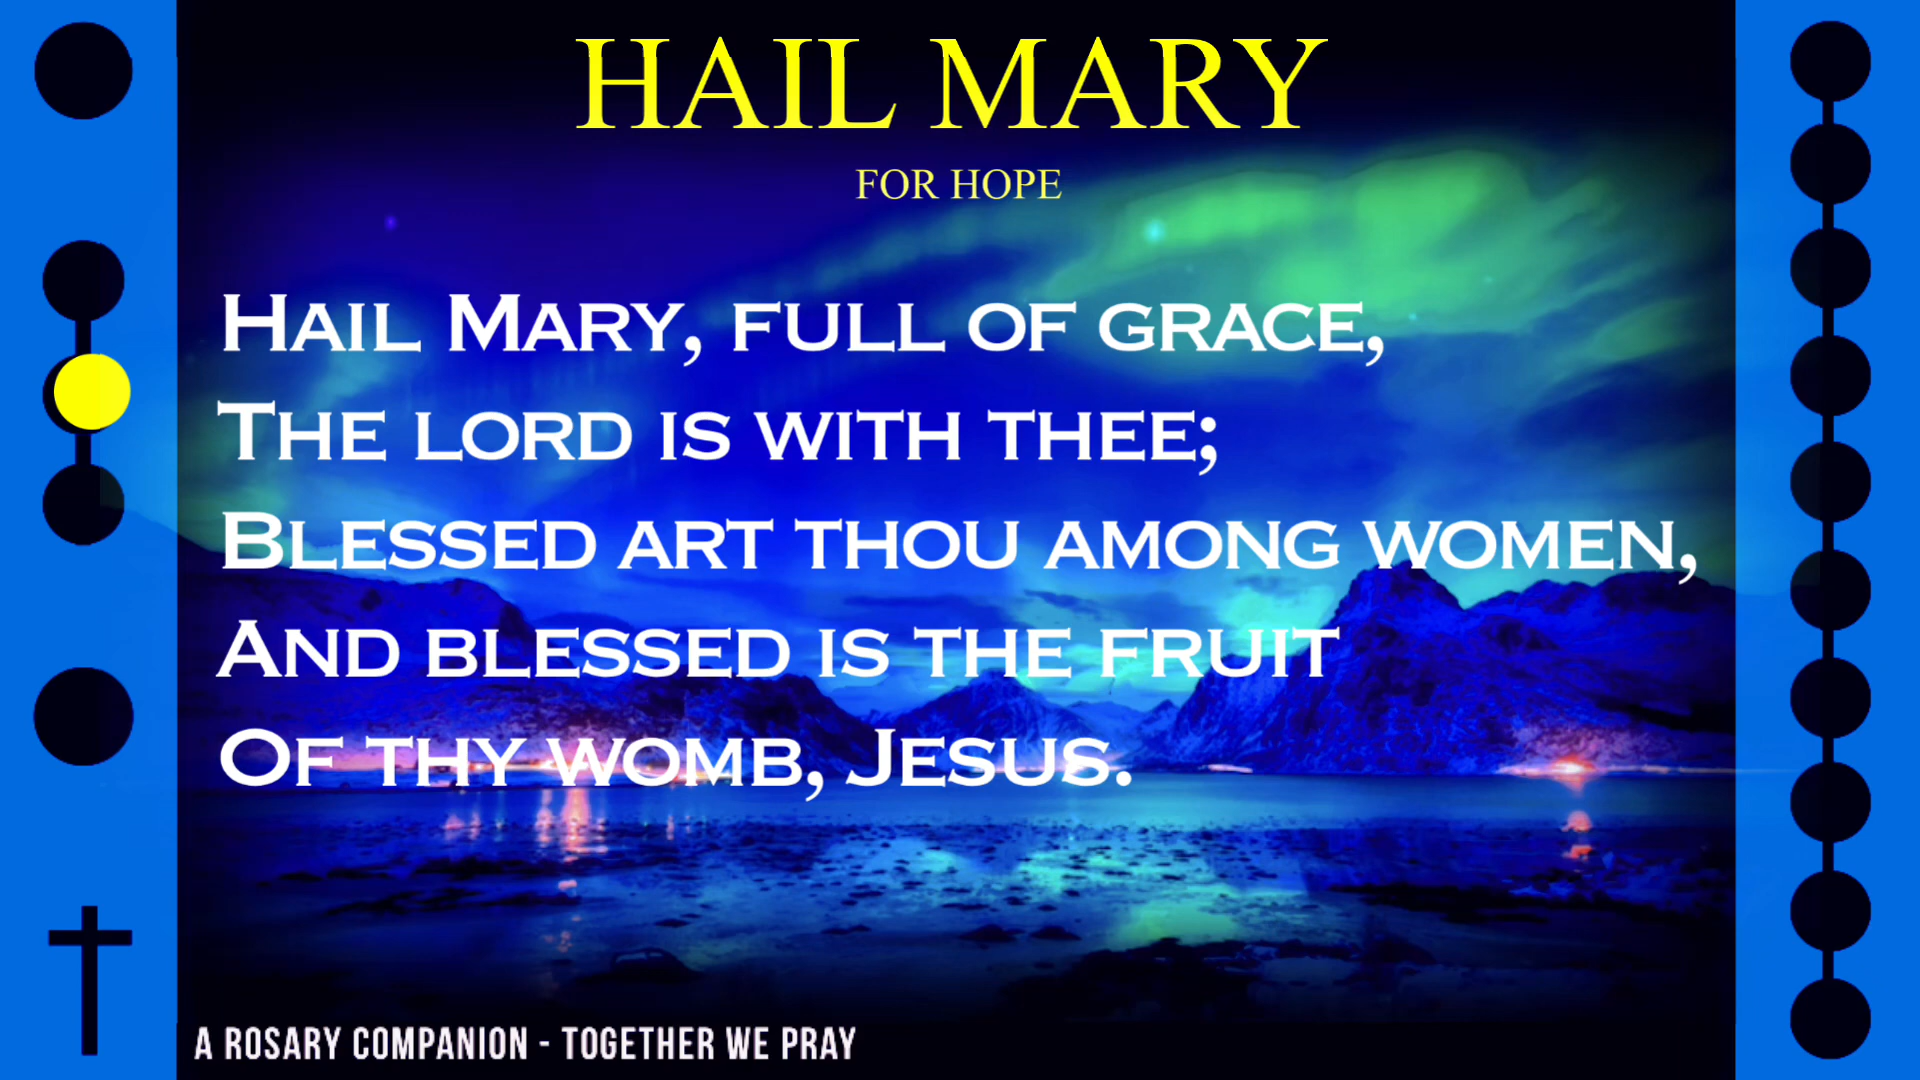 HAIL MARY
FOR HOPE
Hail Mary, full of grace,
The lord is with thee;
Blessed art thou among women,
And blessed is the fruit
Of thy womb, Jesus.
A ROSARY COMPANION - TOGETHER WE PRAY